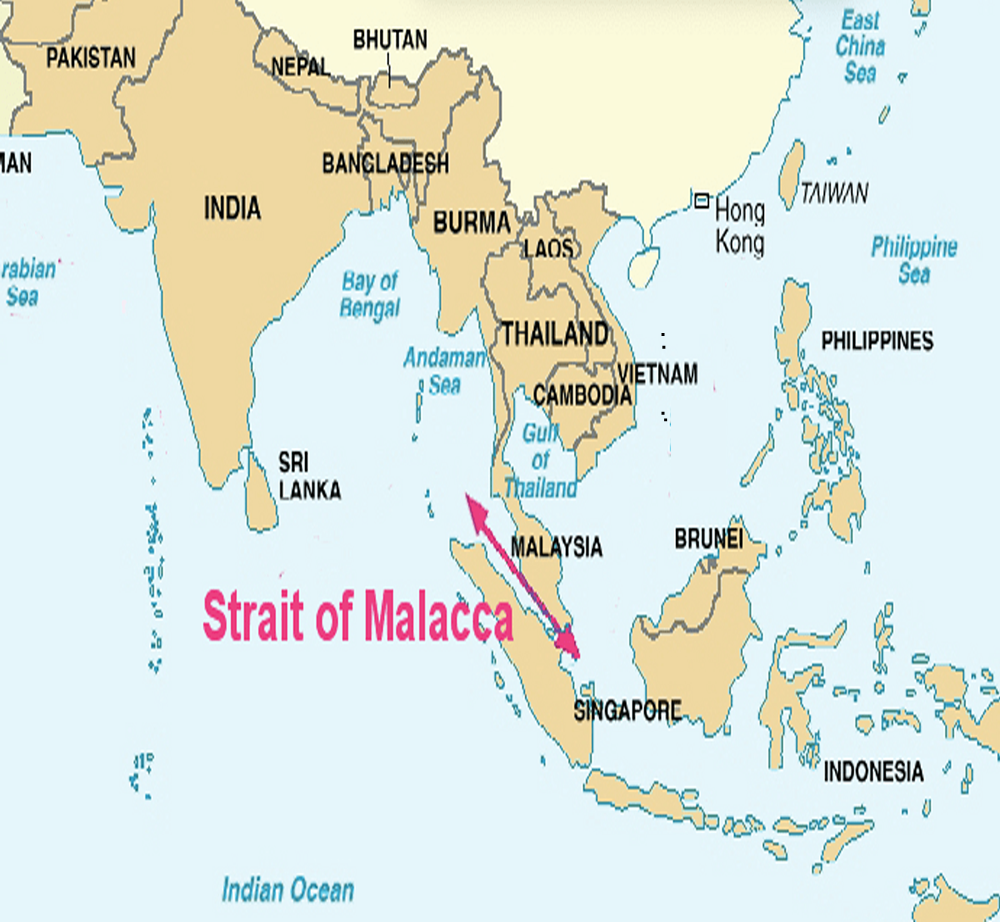 East
China
Sea
BHUTAN
PAKISTAN
NEPAL
MAN
BANGLADESH
INDIA
BURMA
TAIWAN
Hong
Kong
LAOS
Philippine
Sea
rabian
Sea
Bay of
Bengal
THAILAND
PHILIPPINES
Andaman
Sea
VIETNAM
CAMBODIA
Gulf
of
Thailand
SRI
LANKA
MALAYSIA
BRUNEI
Strait of Malacca
SINGAPORE
INDONESIA
Indian Ocean